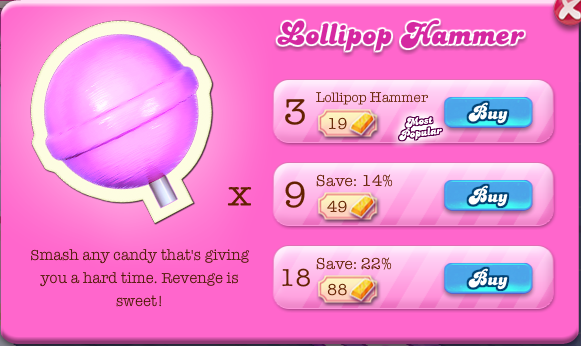 Lollipop Hammer
3
Lollipop Hammer
19
Most
Popular
Buy
x
9
Save: 14%
49
Buy
18
Save: 22%
88
Buy
Smash any candy that's giving
you a hard time. Revenge is
sweet!